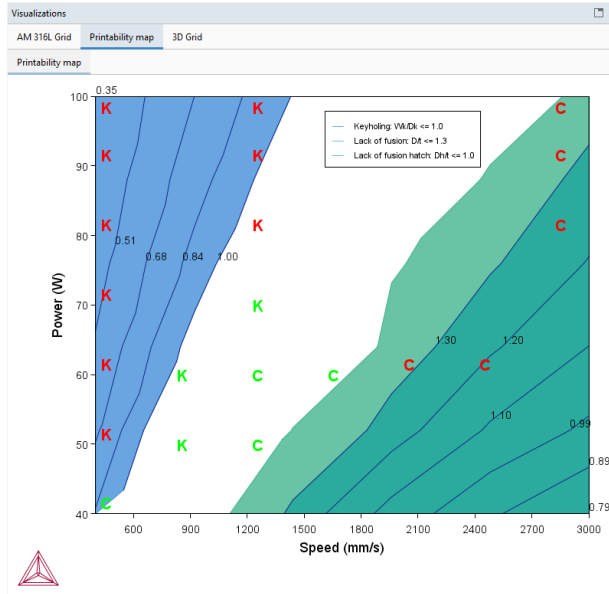 Visualizations
AM 316L Grid Printability map 3D Grid
Printability map
0.35
100
K K C
Keyholing: Wk/Dk <= 1.0
Lack of fusion: D/t <= 1.3
Lack of fusion hatch: Dh/t <= 1.0
90
K K C
80
K K C
0.51
0.68 0.84 1.00
70
K K
1.30 1.20
60
K K C C C C
1.10
0.99
50
K K C
0.89
C
0.79
40
600 900 1200 1500 1800 2100 2400 2700 3000
Power (W)
Speed (mm/s)